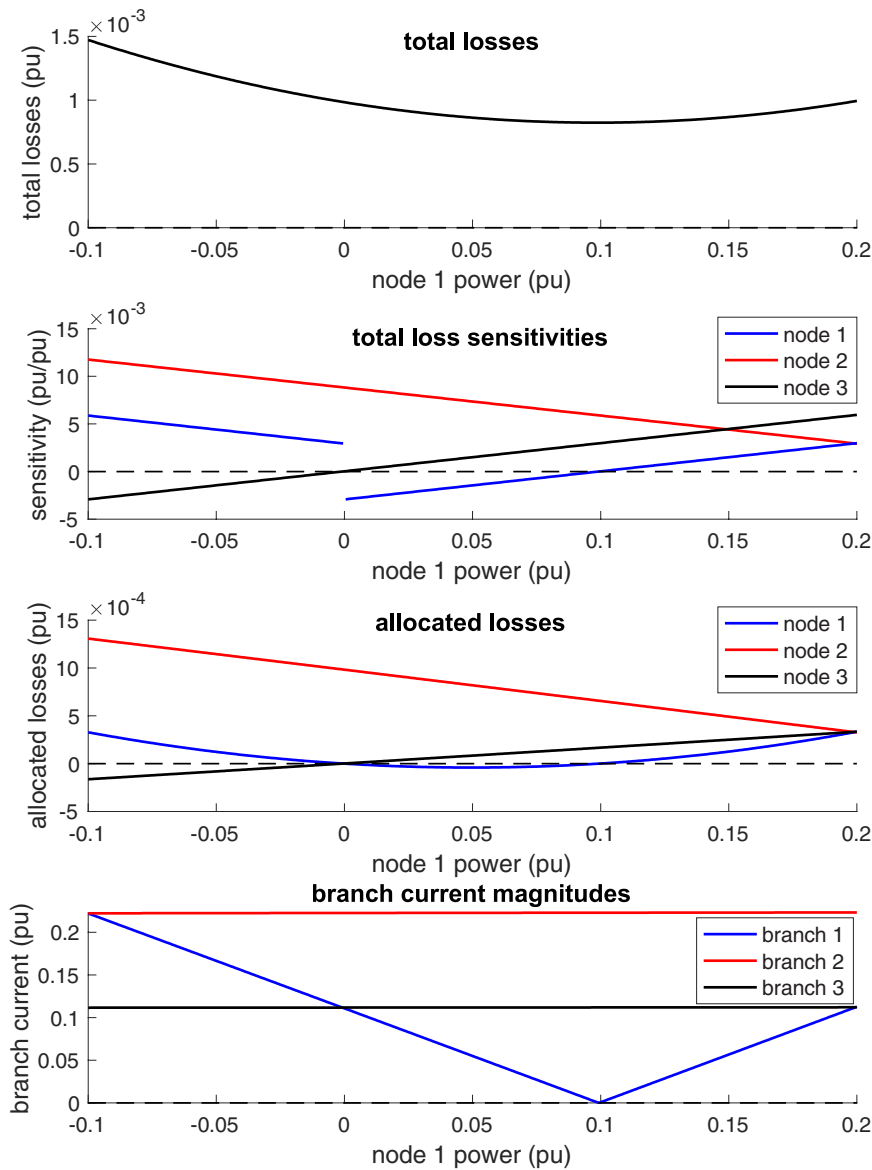 ×10⁻³
total losses
total losses (pu)
1.5
1
0.5
0
-0.1 -0.05 0 0.05 0.1 0.15 0.2
node 1 power (pu)
×10⁻³
total loss sensitivities
sensitivity (pu/pu)
15
10
5
0
-5
node 1
node 2
node 3
-0.1 -0.05 0 0.05 0.1 0.15 0.2
node 1 power (pu)
×10⁻⁴
allocated losses
allocated losses (pu)
15
10
5
0
-5
node 1
node 2
node 3
-0.1 -0.05 0 0.05 0.1 0.15 0.2
node 1 power (pu)
branch current magnitudes
branch current (pu)
0.2
0.15
0.1
0.05
0
branch 1
branch 2
branch 3
-0.1 -0.05 0 0.05 0.1 0.15 0.2
node 1 power (pu)